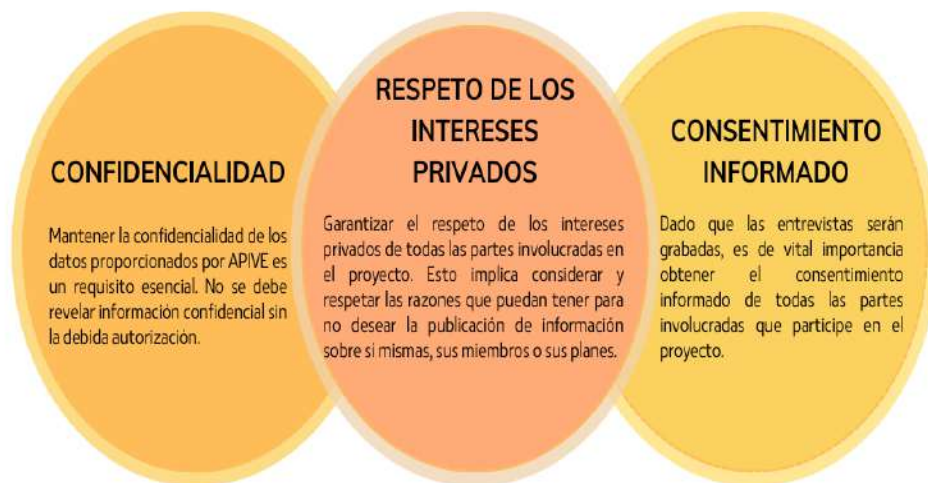 CONFIDENCIALIDAD
Mantener la confidencialidad de los
datos proporcionados por APIVE es
un requisito esencial. No se debe
revelar información confidencial sin
la debida autorización.
RESPETO DE LOS
INTERESES
PRIVADOS
Garantizar el respeto de los intereses
privados de todas las partes involucradas en
el proyecto. Esto implica considerar y
respetar las razones que puedan tener para
no desear la publicación de información
sobre si mismas, sus miembros o sus planes.
CONSENTIMIENTO
INFORMADO
Dado que las entrevistas serán
grabadas, es de vital importancia
obtener el consentimiento
informado de todas las partes
involucradas que participe en el
proyecto.